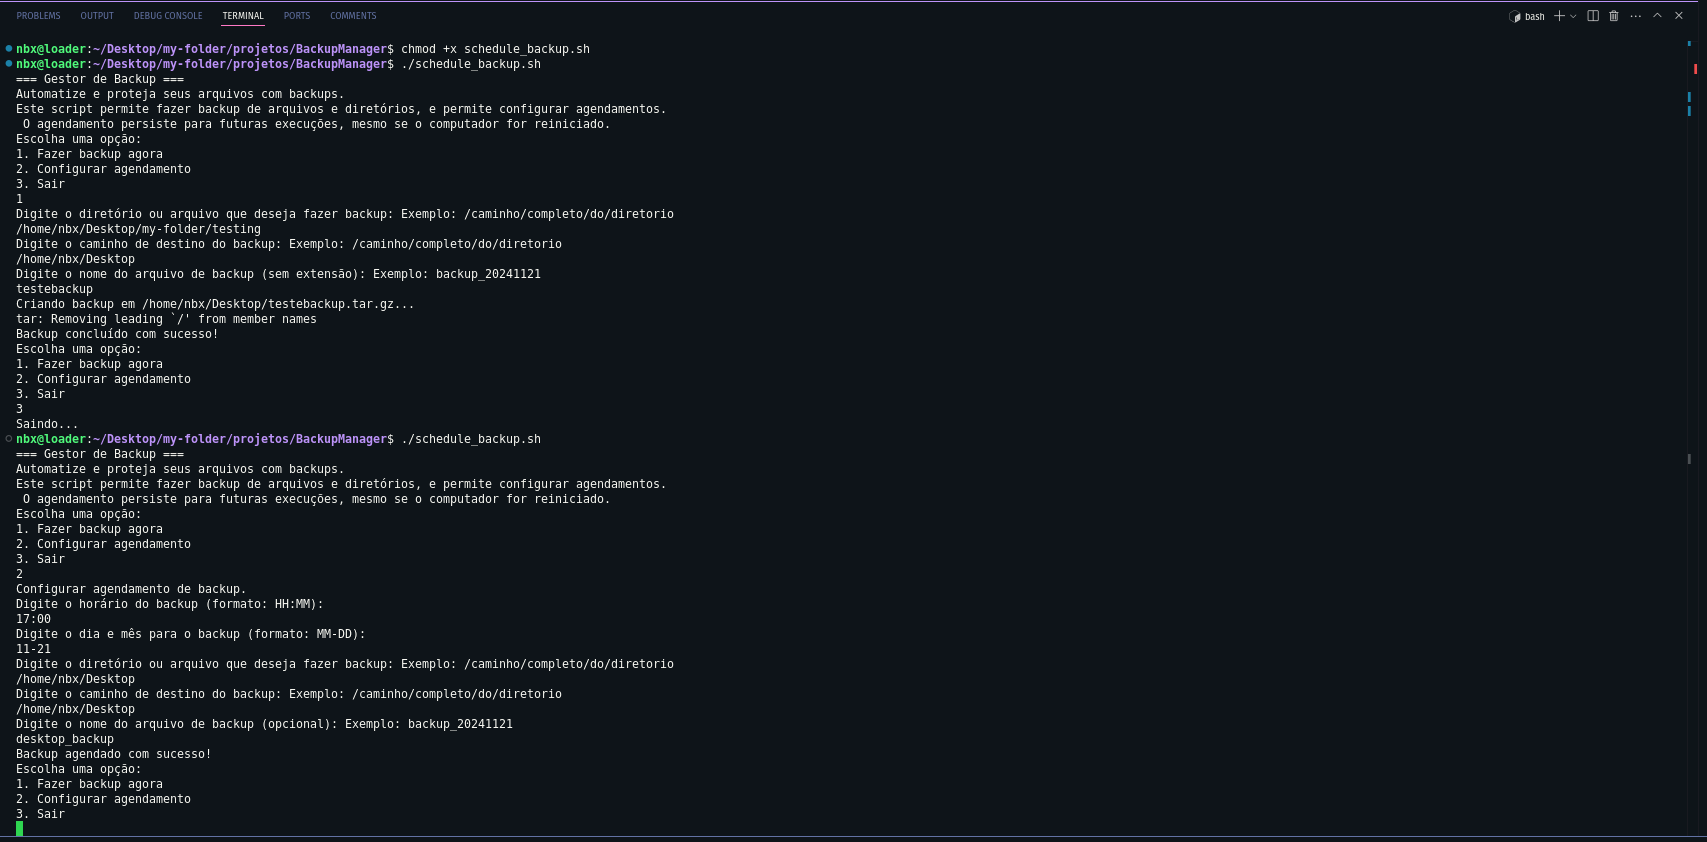 PROBLEMS OUTPUT DEBUG CONSOLE TERMINAL PORTS COMMENTS bash
nbx@loader:~/Desktop/my-folder/projetos/BackupManager$ chmod +x schedule_backup.sh
nbx@loader:~/Desktop/my-folder/projetos/BackupManager$ ./schedule_backup.sh
=== Gestor de Backup ===
Automatize e proteja seus arquivos com backups.
Este script permite fazer backup de arquivos e diretórios, e permite configurar agendamentos.
 O agendamento persiste para futuras execuções, mesmo se o computador for reiniciado.
Escolha uma opção:
1. Fazer backup agora
2. Configurar agendamento
3. Sair
1
Digite o diretório ou arquivo que deseja fazer backup: Exemplo: /caminho/completo/do/diretorio
/home/nbx/Desktop/my-folder/testing
Digite o caminho de destino do backup: Exemplo: /caminho/completo/do/diretorio
/home/nbx/Desktop
Digite o nome do arquivo de backup (sem extensão): Exemplo: backup_20241121
testebackup
Criando backup em /home/nbx/Desktop/testebackup.tar.gz...
tar: Removing leading `/' from member names
Backup concluído com sucesso!
Escolha uma opção:
1. Fazer backup agora
2. Configurar agendamento
3. Sair
3
Saindo...
nbx@loader:~/Desktop/my-folder/projetos/BackupManager$ ./schedule_backup.sh
=== Gestor de Backup ===
Automatize e proteja seus arquivos com backups.
Este script permite fazer backup de arquivos e diretórios, e permite configurar agendamentos.
 O agendamento persiste para futuras execuções, mesmo se o computador for reiniciado.
Escolha uma opção:
1. Fazer backup agora
2. Configurar agendamento
3. Sair
2
Configurar agendamento de backup.
Digite o horário do backup (formato: HH:MM):
17:00
Digite o dia e mês para o backup (formato: MM-DD):
11-21
Digite o diretório ou arquivo que deseja fazer backup: Exemplo: /caminho/completo/do/diretorio
/home/nbx/Desktop
Digite o caminho de destino do backup: Exemplo: /caminho/completo/do/diretorio
/home/nbx/Desktop
Digite o nome do arquivo de backup (opcional): Exemplo: backup_20241121
desktop_backup
Backup agendado com sucesso!
Escolha uma opção:
1. Fazer backup agora
2. Configurar agendamento
3. Sair